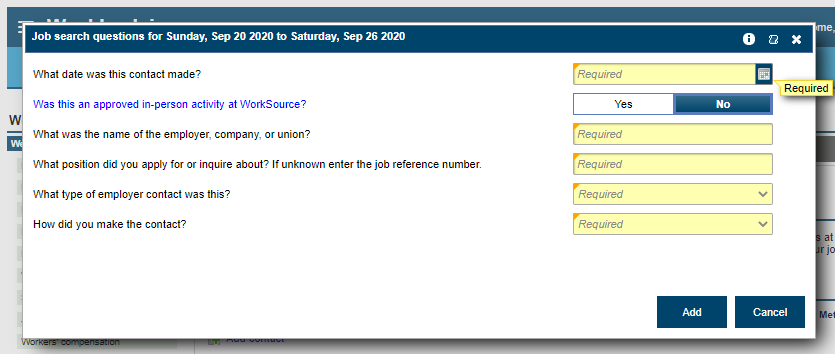 Job search questions for Sunday, Sep 20 2020 to Saturday, Sep 26 2020
What date was this contact made? Required
Required
Was this an approved in-person activity at WorkSource? Yes No
What was the name of the employer, company, or union? Required
What position did you apply for or inquire about? If unknown enter the job reference number. Required
What type of employer contact was this? Required
How did you make the contact? Required
Add Cancel
Workers' compensation
Add contact